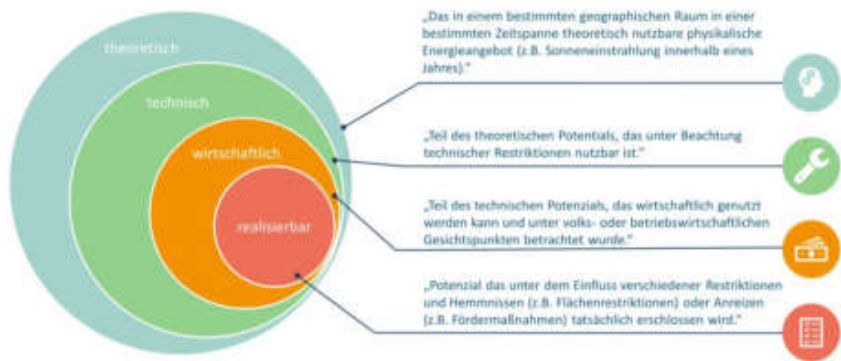 theoretisch
technisch
wirtschaftlich
realisierbar
„Das in einem bestimmten geographischen Raum in einer
bestimmten Zeitspanne theoretisch nutzbare physikalische
Energieangebot (z.B. Sonneneinstrahlung innerhalb eines
Jahres)."
„Teil des theoretischen Potentials, das unter Beachtung
technischer Restriktionen nutzbar ist."
„Teil des technischen Potenzials, das wirtschaftlich genutzt
werden kann und unter volks- oder betriebswirtschaftlichen
Gesichtspunkten betrachtet wurde."
„Potenzial das unter dem Einfluss verschiedener Restriktionen
und Hemmnissen (z.B. Flächenrestriktionen) oder Anreizen
(z.B. Fördermaßnahmen) tatsächlich erschlossen wird."